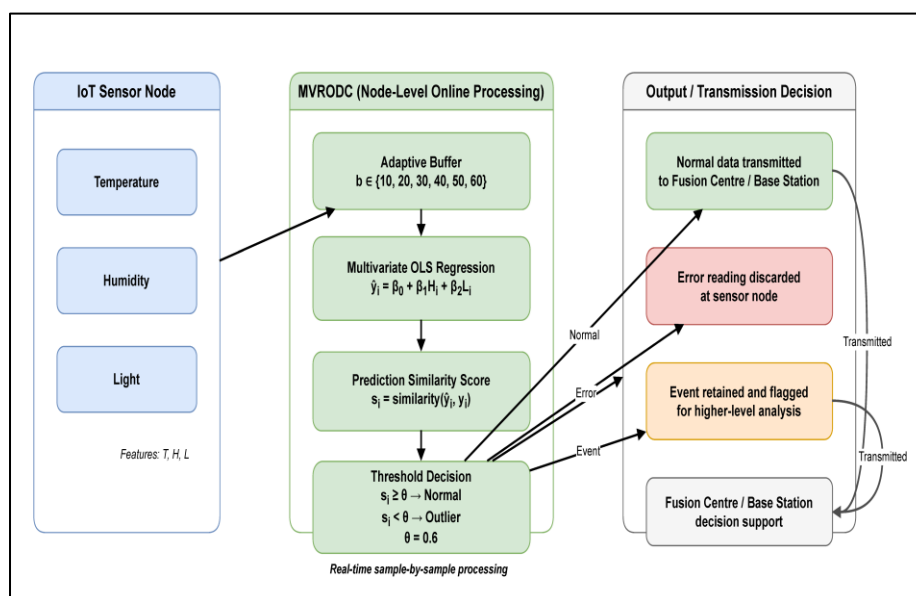 IoT Sensor Node
Temperature
Humidity
Light
Features: T, H, L
MVRODC (Node-Level Online Processing)
Adaptive Buffer
b ∈ {10, 20, 30, 40, 50, 60}
Multivariate OLS Regression
ŷᵢ = β₀ + β₁Hᵢ + β₂Lᵢ
Prediction Similarity Score
sᵢ = similarity(ŷᵢ, yᵢ)
Threshold Decision
sᵢ ≥ θ → Normal
sᵢ < θ → Outlier
θ = 0.6
Real-time sample-by-sample processing
Normal
Error
Event
Output / Transmission Decision
Normal data transmitted
to Fusion Centre / Base Station
Error reading discarded
at sensor node
Event retained and flagged
for higher-level analysis
Fusion Centre / Base Station
decision support
Transmitted
Transmitted